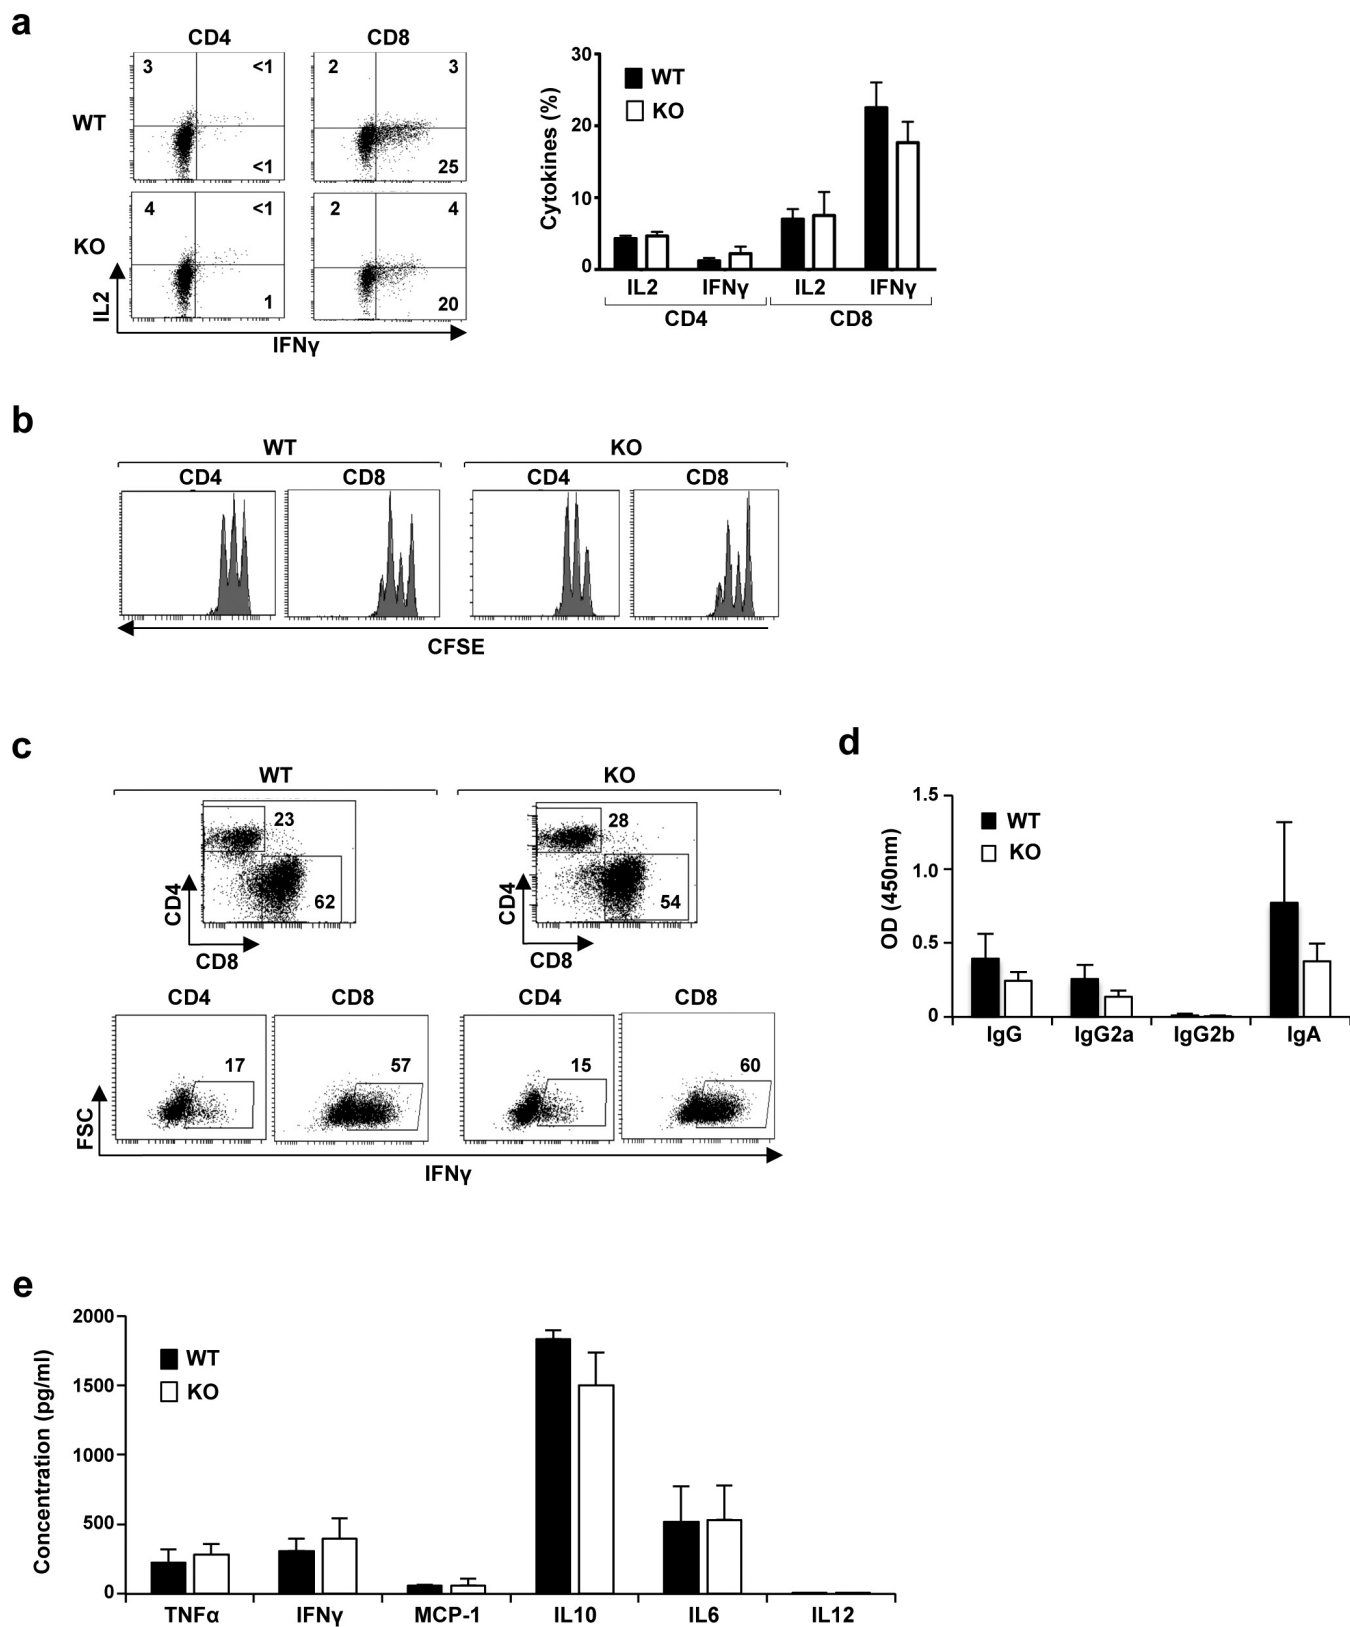 a
CD4 CD8
WT
3 <1
<1
2 3
25
KO
4 <1
1
2 4
20
IL2
IFNγ
Cytokines (%)
30
20
10
0
WT
KO
IL2 IFNγ IL2 IFNγ
CD4 CD8
b
WT KO
CD4 CD8 CD4 CD8
CFSE
c
WT KO
23
62
CD4
CD8
28
54
CD4
CD8
CD4 CD8 CD4 CD8
17 57 15 60
FSC
IFNγ
d
OD (450nm)
1.5
1.0
0.5
0
WT
KO
IgG IgG2a IgG2b IgA
e
Concentration (pg/ml)
2000
1500
1000
500
0
WT
KO
TNFα IFNγ MCP-1 IL10 IL6 IL12